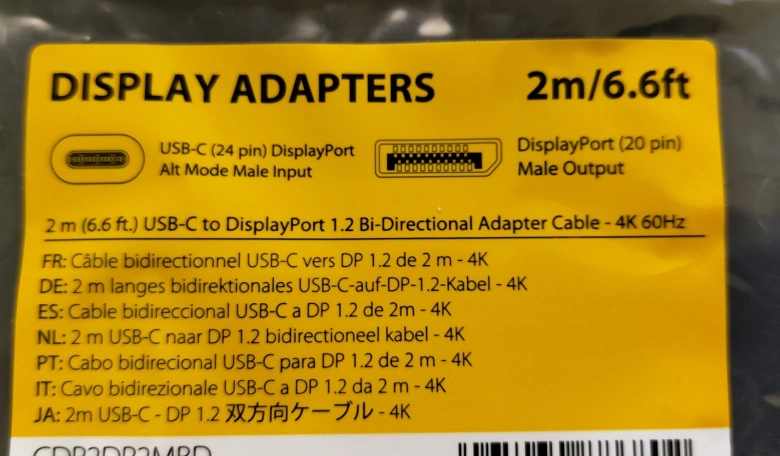 DISPLAY ADAPTERS 2m/6.6ft
USB-C (24 pin) DisplayPort
Alt Mode Male Input
DisplayPort (20 pin)
Male Output
2 m (6.6 ft.) USB-C to DisplayPort 1.2 Bi-Directional Adapter Cable - 4K 60Hz
FR: Câble bidirectionnel USB-C vers DP 1.2 de 2 m - 4K
DE: 2 m langes bidirektionales USB-C-auf-DP-1.2-Kabel - 4K
ES: Cable bidireccional USB-C a DP 1.2 de 2m - 4K
NL: 2 m USB-C naar DP 1.2 bidirectioneel kabel - 4K
PT: Cabo bidirecional USB-C para DP 1.2 de 2 m - 4K
IT: Cavo bidirezionale USB-C a DP 1.2 da 2 m - 4K
JA: 2m USB-C - DP 1.2 双方向ケーブル - 4K